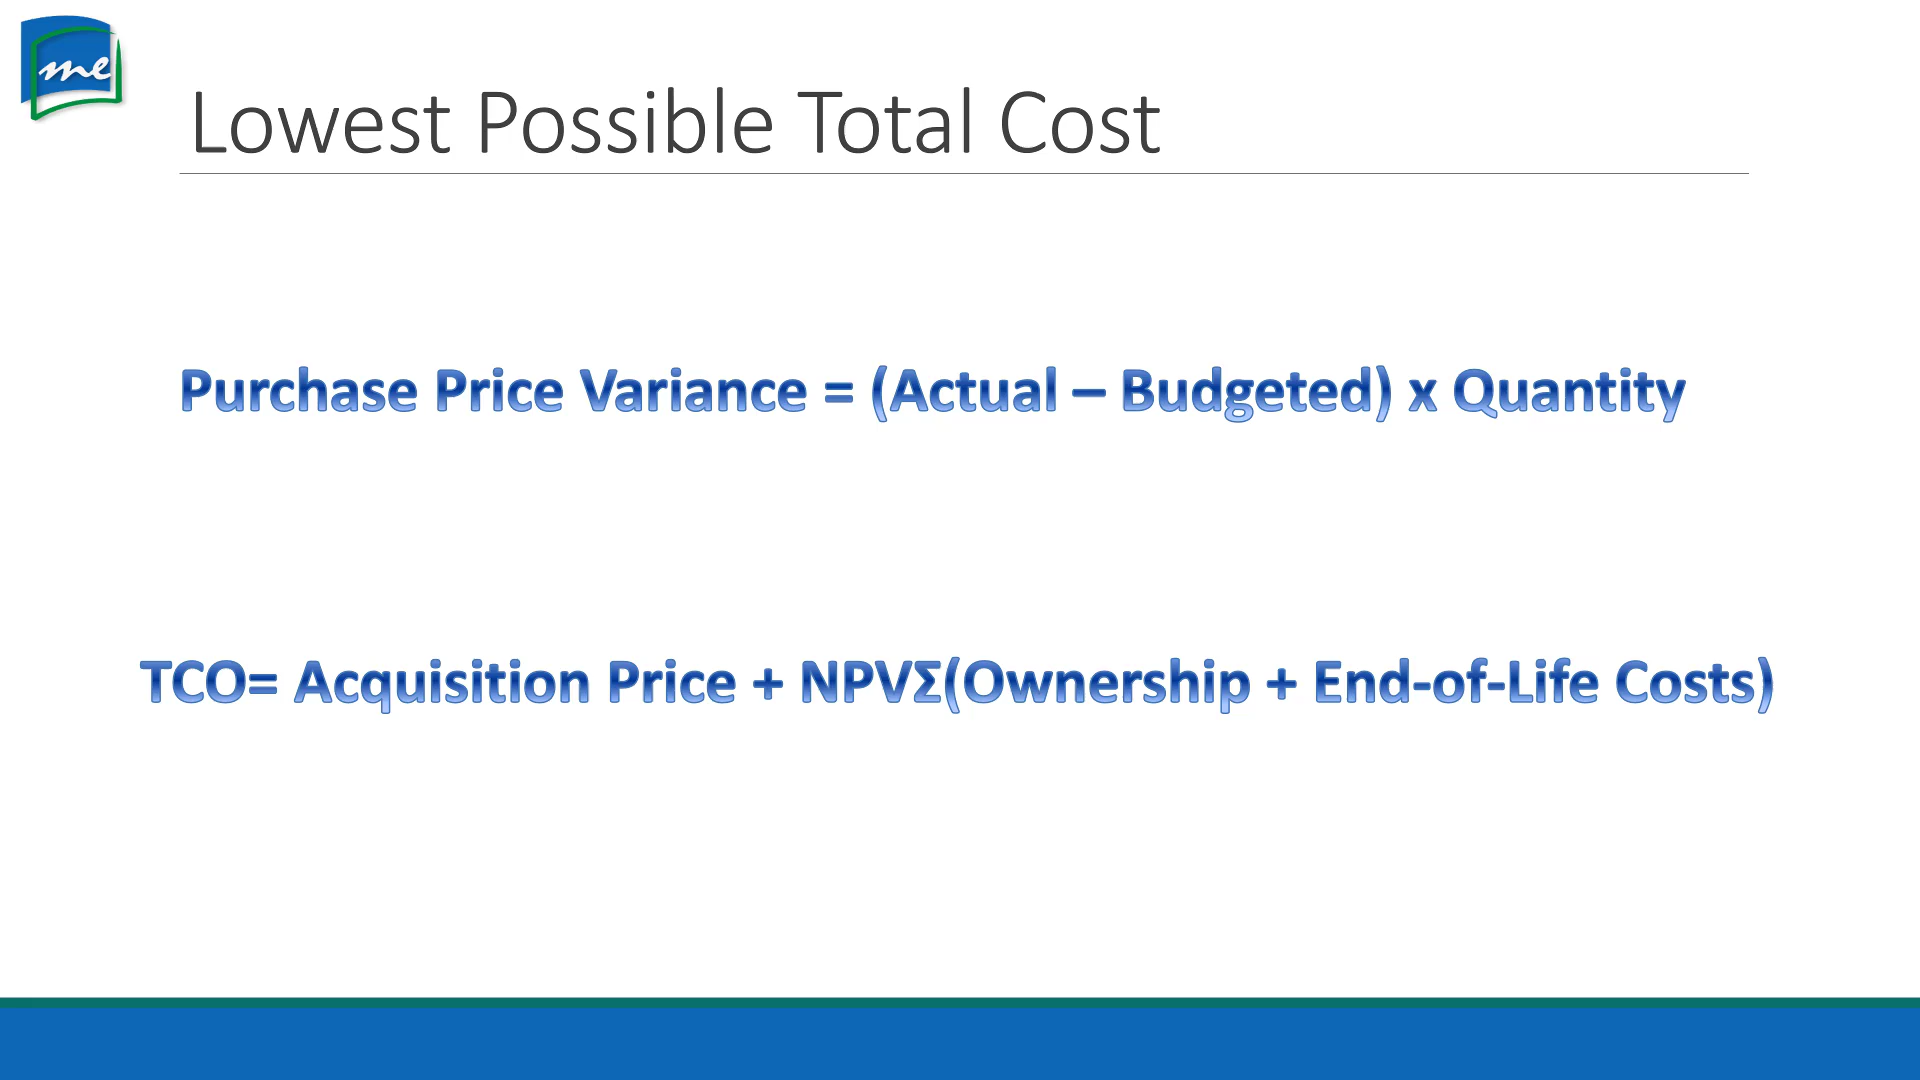 me
Lowest Possible Total Cost
Purchase Price Variance = (Actual – Budgeted) x Quantity
TCO= Acquisition Price + NPVΣ(Ownership + End-of-Life Costs)